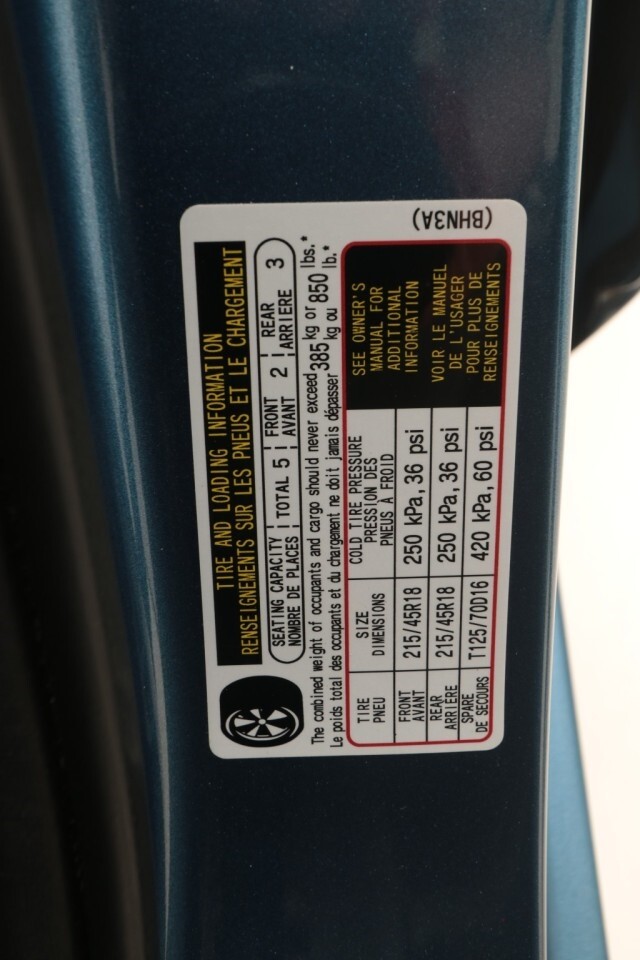 TIRE AND LOADING INFORMATION
RENSEIGNEMENTS SUR LES PNEUS ET LE CHARGEMENT
SEATING CAPACITY TOTAL 5 FRONT 2 REAR 3
NOMBRE DE PLACES AVANT ARRIERE
The combined weight of occupants and cargo should never exceed 385 kg or 850 lbs.*
Le poids total des occupants et du chargement ne doit jamais dépasser kg ou lb.*
TIRE SIZE COLD TIRE PRESSURE
PNEU DIMENSIONS PRESSION DES
PNEUS À FROID
FRONT 215/45R18 250 kPa, 36 psi
AVANT
REAR 215/45R18 250 kPa, 36 psi
ARRIERE
SPARE T125/70D16 420 kPa, 60 psi
DE SECOURS
SEE OWNER'S
MANUAL FOR
ADDITIONAL
INFORMATION
VOIR LE MANUEL
DE L'USAGER
POUR PLUS DE
RENSEIGNEMENTS
(BHN3A)